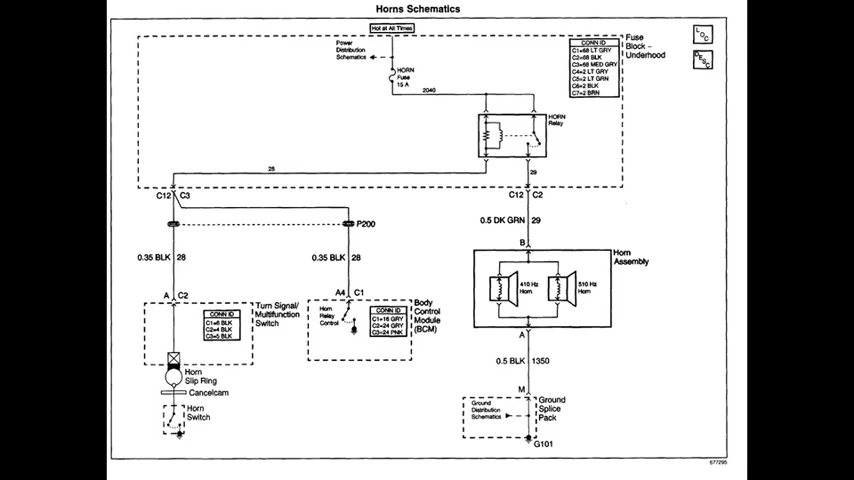 Horns Schematics
Hot at All Times
Power
Distribution
Schematics
HORN
Fuse
15 A
CONN ID
C1=68 LT GRY
C2=68 BLK
C3=68 MED GRY
C4=2 LT GRY
C5=2 LT GRN
C6=2 BLK
C7=2 BRN
Fuse
Block –
Underhood
LOC
DESC
2040
HORN
Relay
28
29
C12 C3
C12 C2
P200
0.5 DK GRN 29
0.35 BLK 28
0.35 BLK 28
B
Horn
Assembly
410 Hz
Horn
510 Hz
Horn
A C2
CONN ID
C1=6 BLK
C2=4 BLK
C3=5 BLK
Turn Signal/
Multifunction
Switch
A4 C1
Horn
Relay
Control
CONN ID
C1=16 GRY
C2=24 GRY
C3=24 PNK
Body
Control
Module
(BCM)
A
0.5 BLK 1350
Horn
Slip Ring
Cancelcam
Horn
Switch
M
Ground
Distribution
Schematics
Ground
Splice
Pack
G101
677295